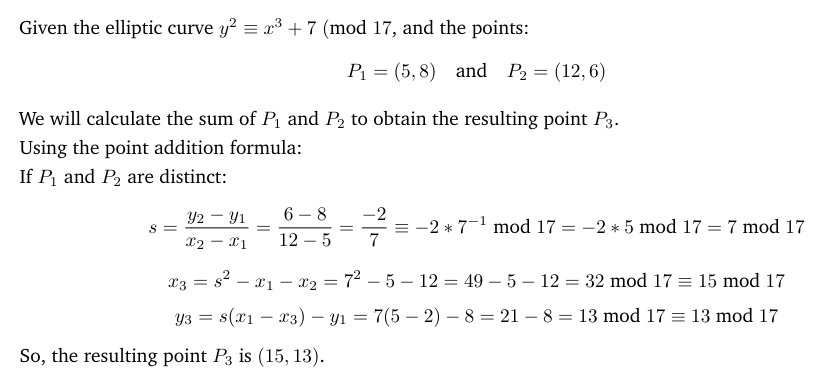 Given the elliptic curve y² ≡ x³ + 7 (mod 17, and the points:
P₁ = (5, 8) and P₂ = (12, 6)
We will calculate the sum of P₁ and P₂ to obtain the resulting point P₃.
Using the point addition formula:
If P₁ and P₂ are distinct:
s = (y₂ − y₁)/(x₂ − x₁) = (6 − 8)/(12 − 5) = −2/7 ≡ −2 ∗ 7⁻¹ mod 17 = −2 ∗ 5 mod 17 = 7 mod 17
x₃ = s² − x₁ − x₂ = 7² − 5 − 12 = 49 − 5 − 12 = 32 mod 17 ≡ 15 mod 17
y₃ = s(x₁ − x₃) − y₁ = 7(5 − 2) − 8 = 21 − 8 = 13 mod 17 ≡ 13 mod 17
So, the resulting point P₃ is (15, 13).